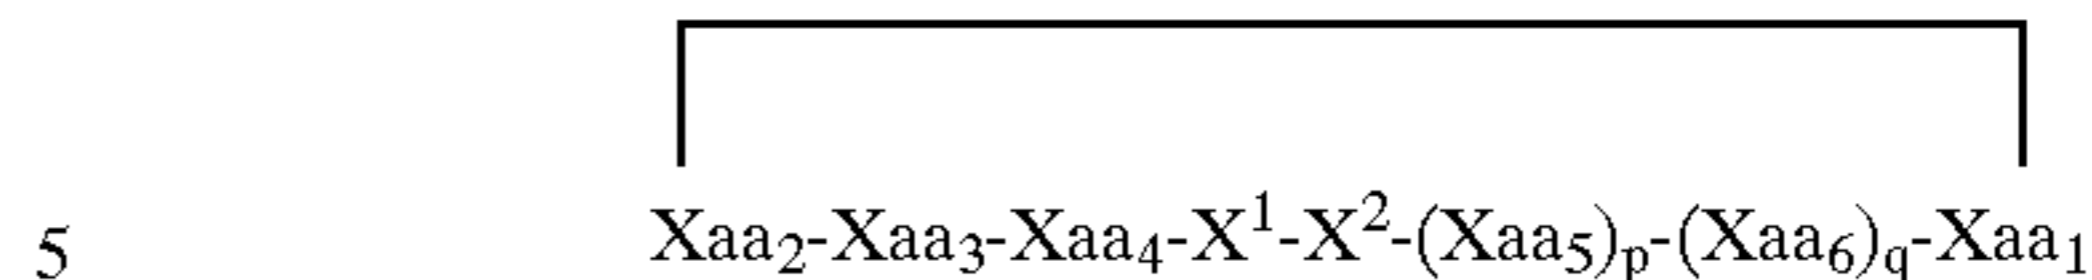 5 Xaa₂-Xaa₃-Xaa₄-X¹-X²-(Xaa₅)ₚ-(Xaa₆)q-Xaa₁